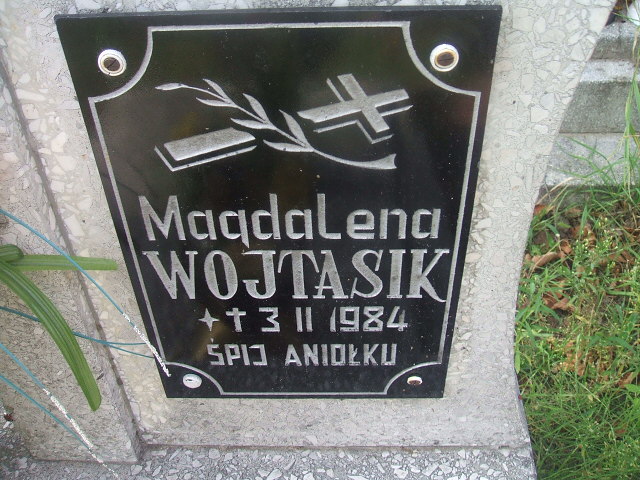 Magdalena
WOJTASIK
✦ † 3 II 1984
ŚPIJ ANIOŁKU